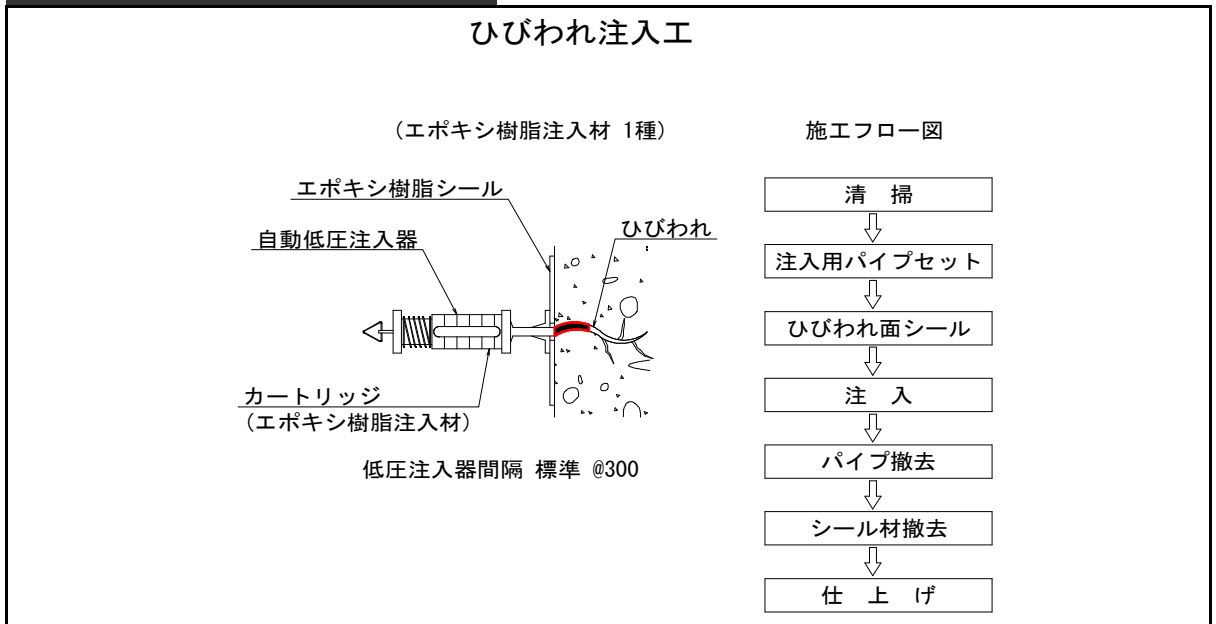 ひびわれ注入工
(エポキシ樹脂注入材 1種)
エポキシ樹脂シール
自動低圧注入器
ひびわれ
カートリッジ
(エポキシ樹脂注入材)
低圧注入器間隔 標準 @300
施工フロー図
清 掃
注入用パイプセット
ひびわれ面シール
注 入
パイプ撤去
シール材撤去
仕 上 げ